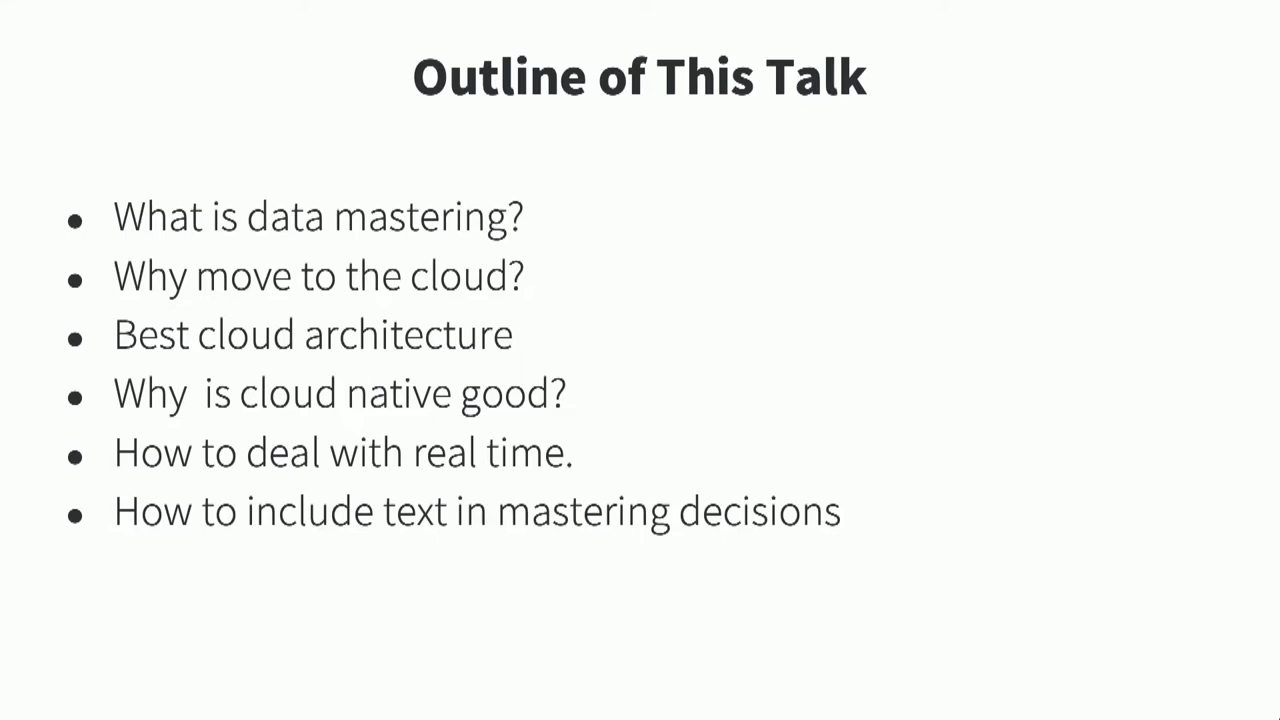 Outline of This Talk
• What is data mastering?
• Why move to the cloud?
• Best cloud architecture
• Why  is cloud native good?
• How to deal with real time.
• How to include text in mastering decisions